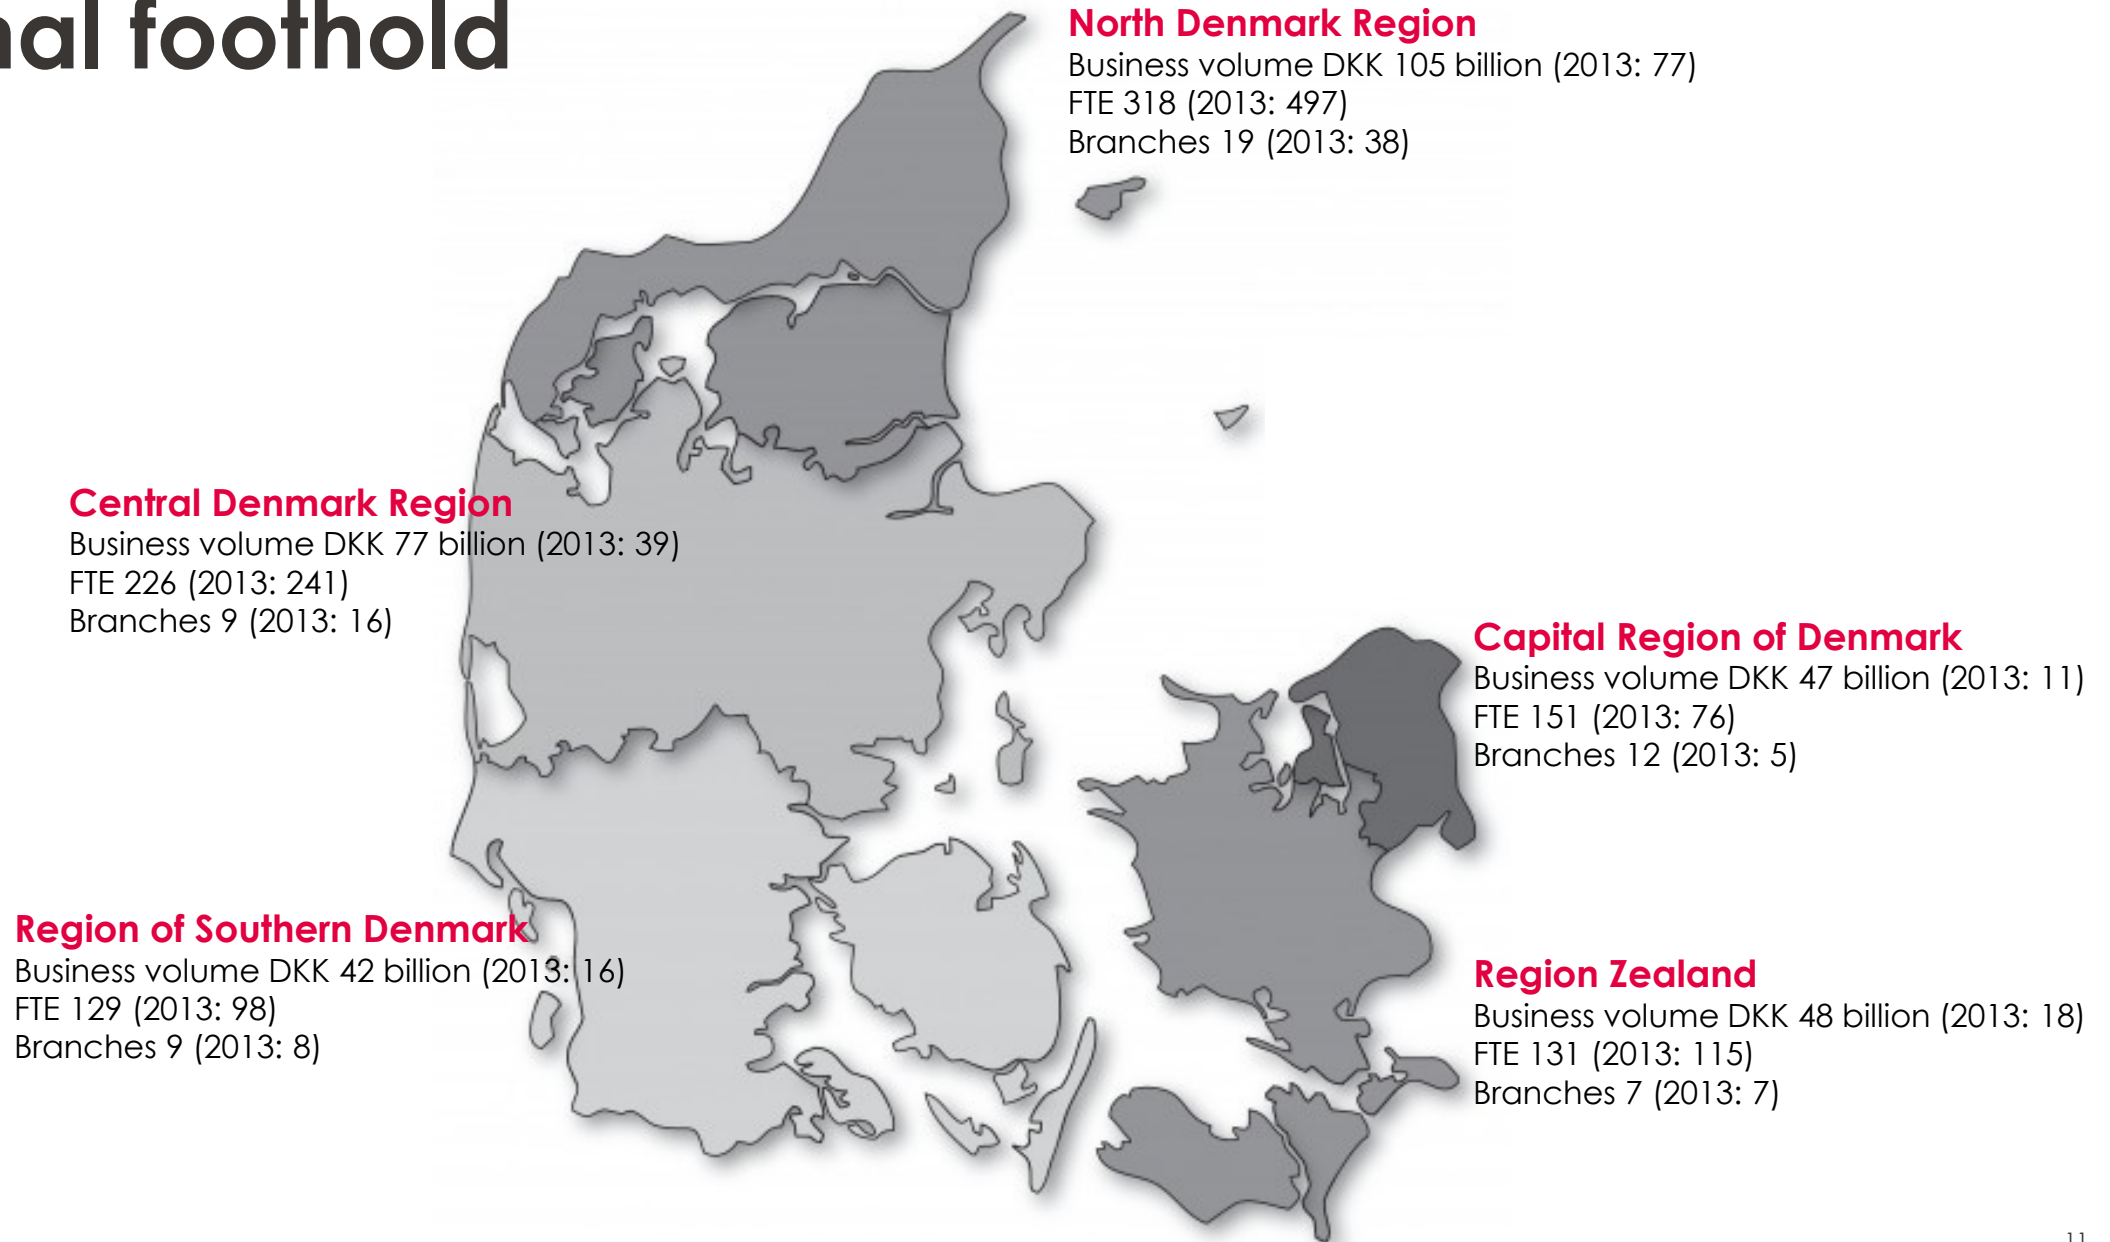 nal foothold
North Denmark Region
Business volume DKK 105 billion (2013: 77)
FTE 318 (2013: 497)
Branches 19 (2013: 38)
Central Denmark Region
Business volume DKK 77 billion (2013: 39)
FTE 226 (2013: 241)
Branches 9 (2013: 16)
Capital Region of Denmark
Business volume DKK 47 billion (2013: 11)
FTE 151 (2013: 76)
Branches 12 (2013: 5)
Region of Southern Denmark
Business volume DKK 42 billion (2013: 16)
FTE 129 (2013: 98)
Branches 9 (2013: 8)
Region Zealand
Business volume DKK 48 billion (2013: 18)
FTE 131 (2013: 115)
Branches 7 (2013: 7)
11